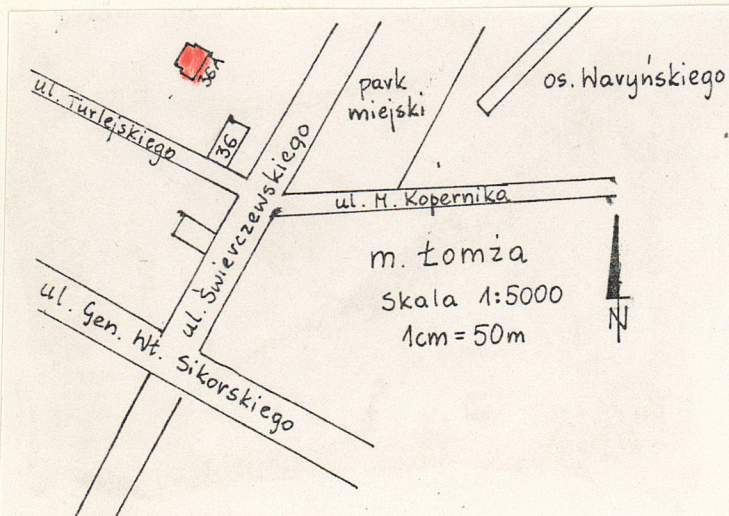 36A
park
miejski
os. Waryńskiego
ul. Turlejskiego
36
ul. Świerczewskiego
ul. M. Kopernika
m. Łomża
Skala 1:5000
1cm = 50m
N
ul. Gen. Wł. Sikorskiego